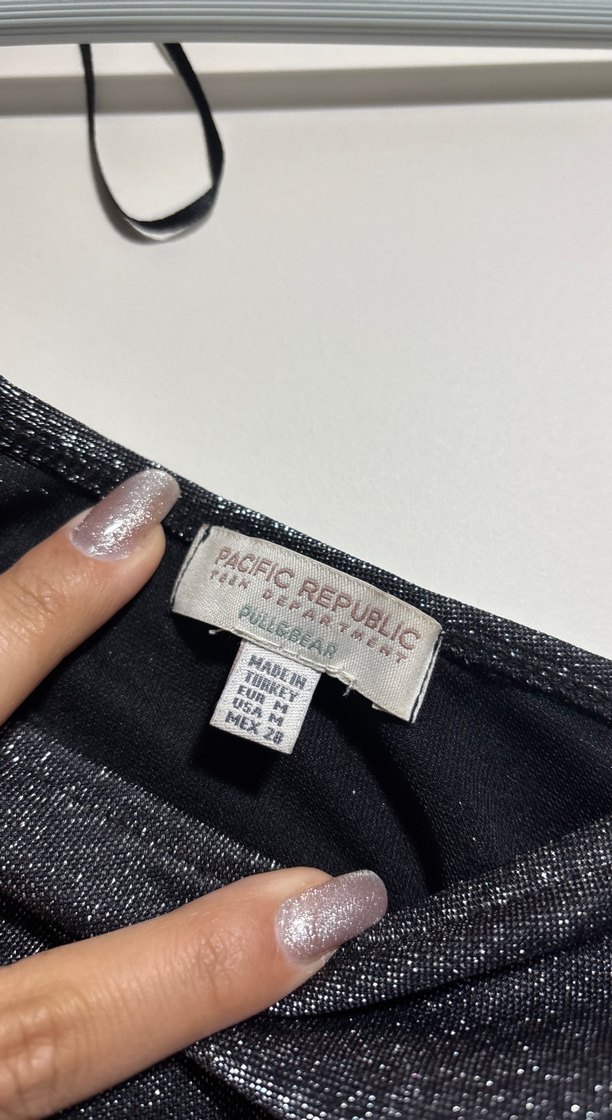 PACIFIC REPUBLIC
TEEN DEPARTMENT
PULL&BEAR
MADE IN
TURKEY
EUR M
USA M
MEX 28